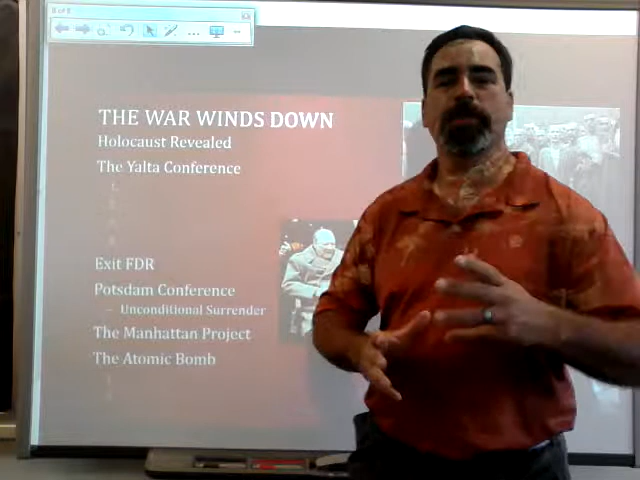 THE WAR WINDS DOWN
Holocaust Revealed
The Yalta Conference
Exit FDR
Potsdam Conference
– Unconditional Surrender
The Manhattan Project
The Atomic Bomb